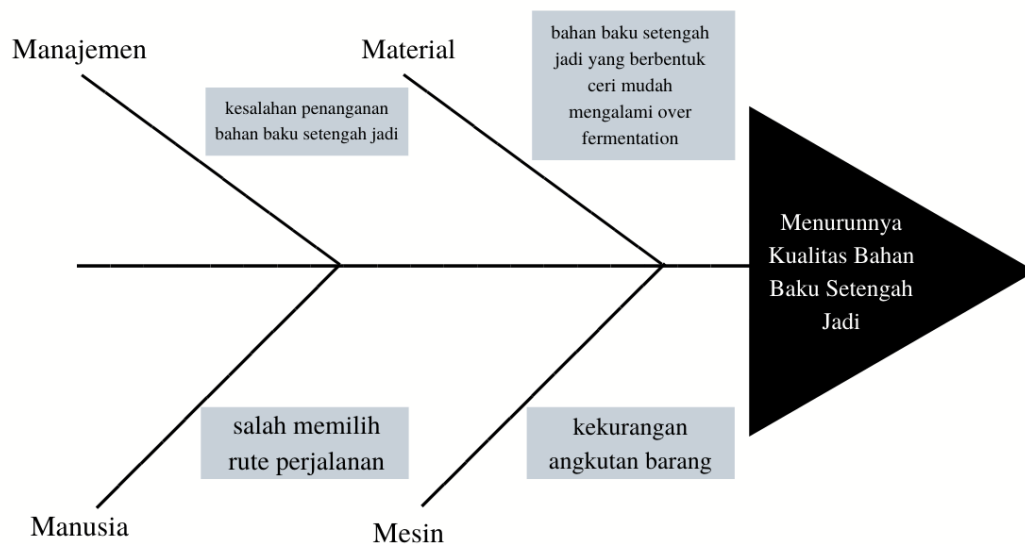 Manajemen
kesalahan penanganan
bahan baku setengah jadi
Material
bahan baku setengah
jadi yang berbentuk
ceri mudah
mengalami over
fermentation
Menurunnya
Kualitas Bahan
Baku Setengah
Jadi
salah memilih
rute perjalanan
Manusia
kekurangan
angkutan barang
Mesin